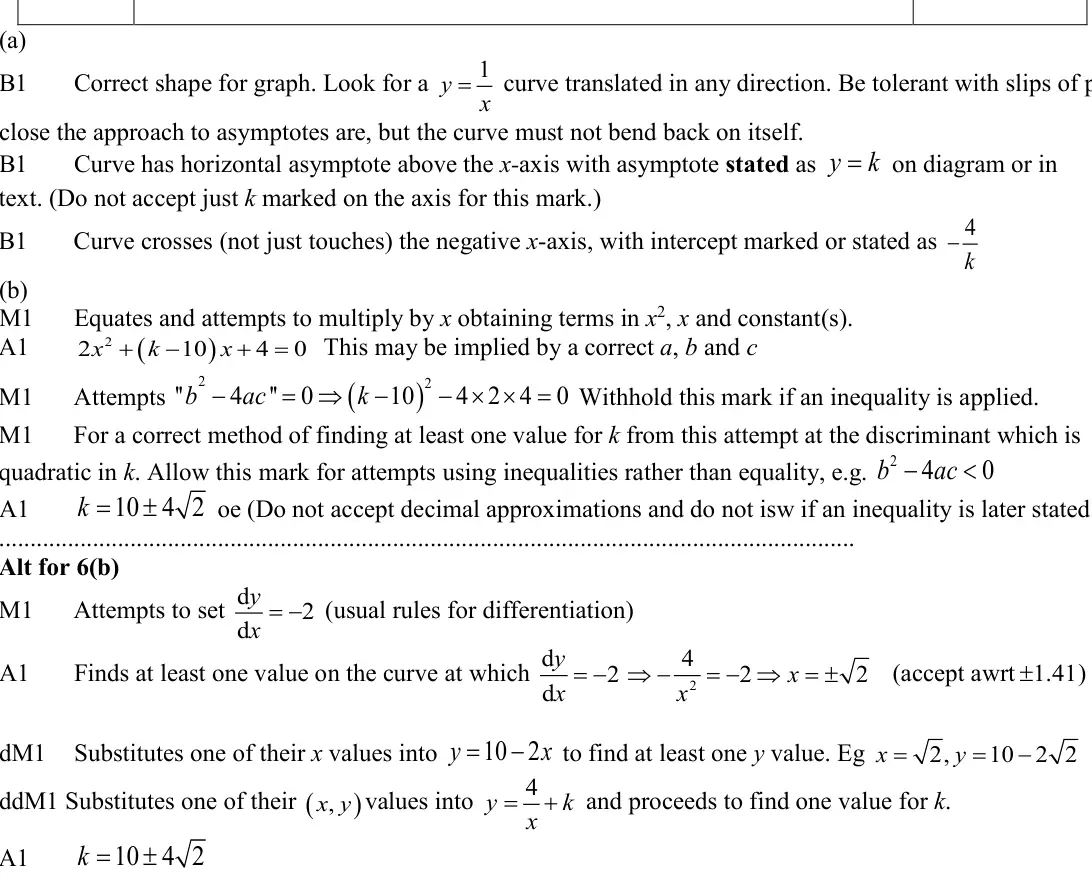 (a)
B1 Correct shape for graph. Look for a y = 1/x curve translated in any direction. Be tolerant with slips of
close the approach to asymptotes are, but the curve must not bend back on itself.
B1 Curve has horizontal asymptote above the x-axis with asymptote stated as y = k on diagram or in
text. (Do not accept just k marked on the axis for this mark.)
B1 Curve crosses (not just touches) the negative x-axis, with intercept marked or stated as −4/k
(b)
M1 Equates and attempts to multiply by x obtaining terms in x², x and constant(s).
A1 2x² + (k − 10)x + 4 = 0 This may be implied by a correct a, b and c
M1 Attempts "b² − 4ac" = 0 ⇒ (k − 10)² − 4 × 2 × 4 = 0 Withhold this mark if an inequality is applied.
M1 For a correct method of finding at least one value for k from this attempt at the discriminant which is
quadratic in k. Allow this mark for attempts using inequalities rather than equality, e.g. b² − 4ac < 0
A1 k = 10 ± 4√2 oe (Do not accept decimal approximations and do not isw if an inequality is later stated
..........................................................................................................................................
Alt for 6(b)
M1 Attempts to set dy/dx = −2 (usual rules for differentiation)
A1 Finds at least one value on the curve at which dy/dx = −2 ⇒ −4/x² = −2 ⇒ x = ±√2 (accept awrt ±1.41)
dM1 Substitutes one of their x values into y = 10 − 2x to find at least one y value. Eg x = √2, y = 10 − 2√2
ddM1 Substitutes one of their (x, y) values into y = 4/x + k and proceeds to find one value for k.
A1 k = 10 ± 4√2